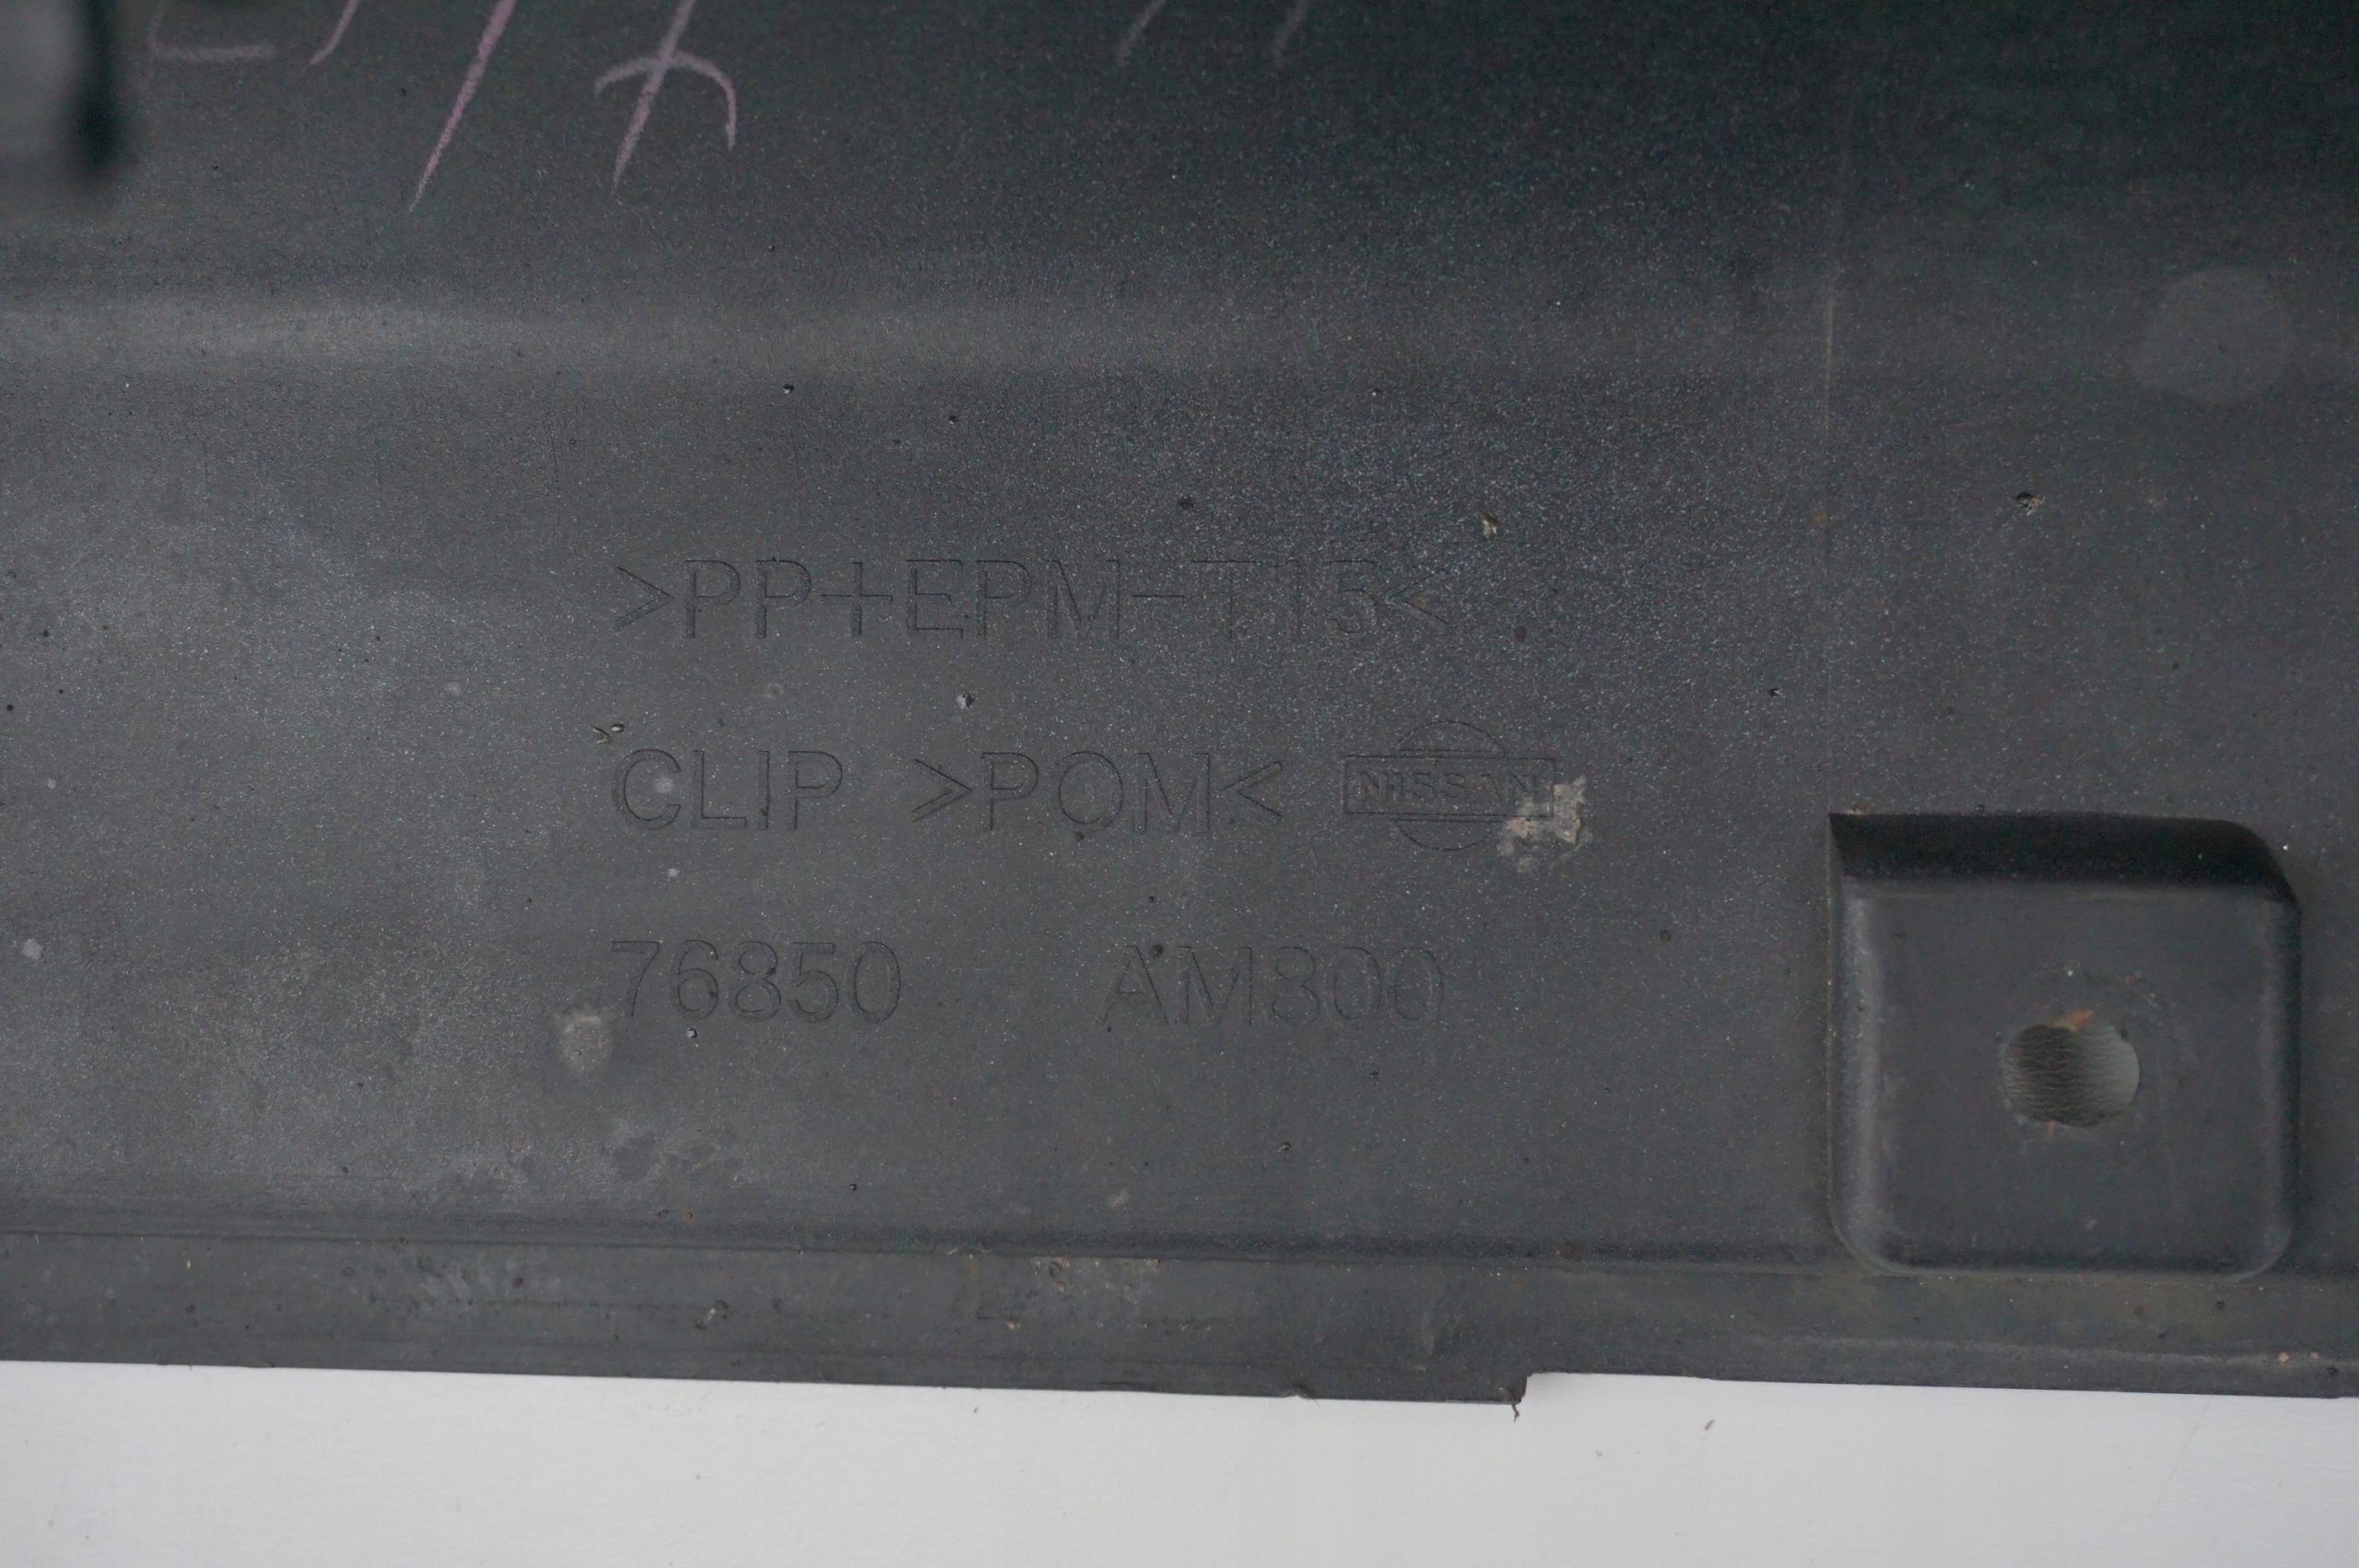 >PP+EPM-T15<
CLIP >POM< NISSAN
76850 AM800